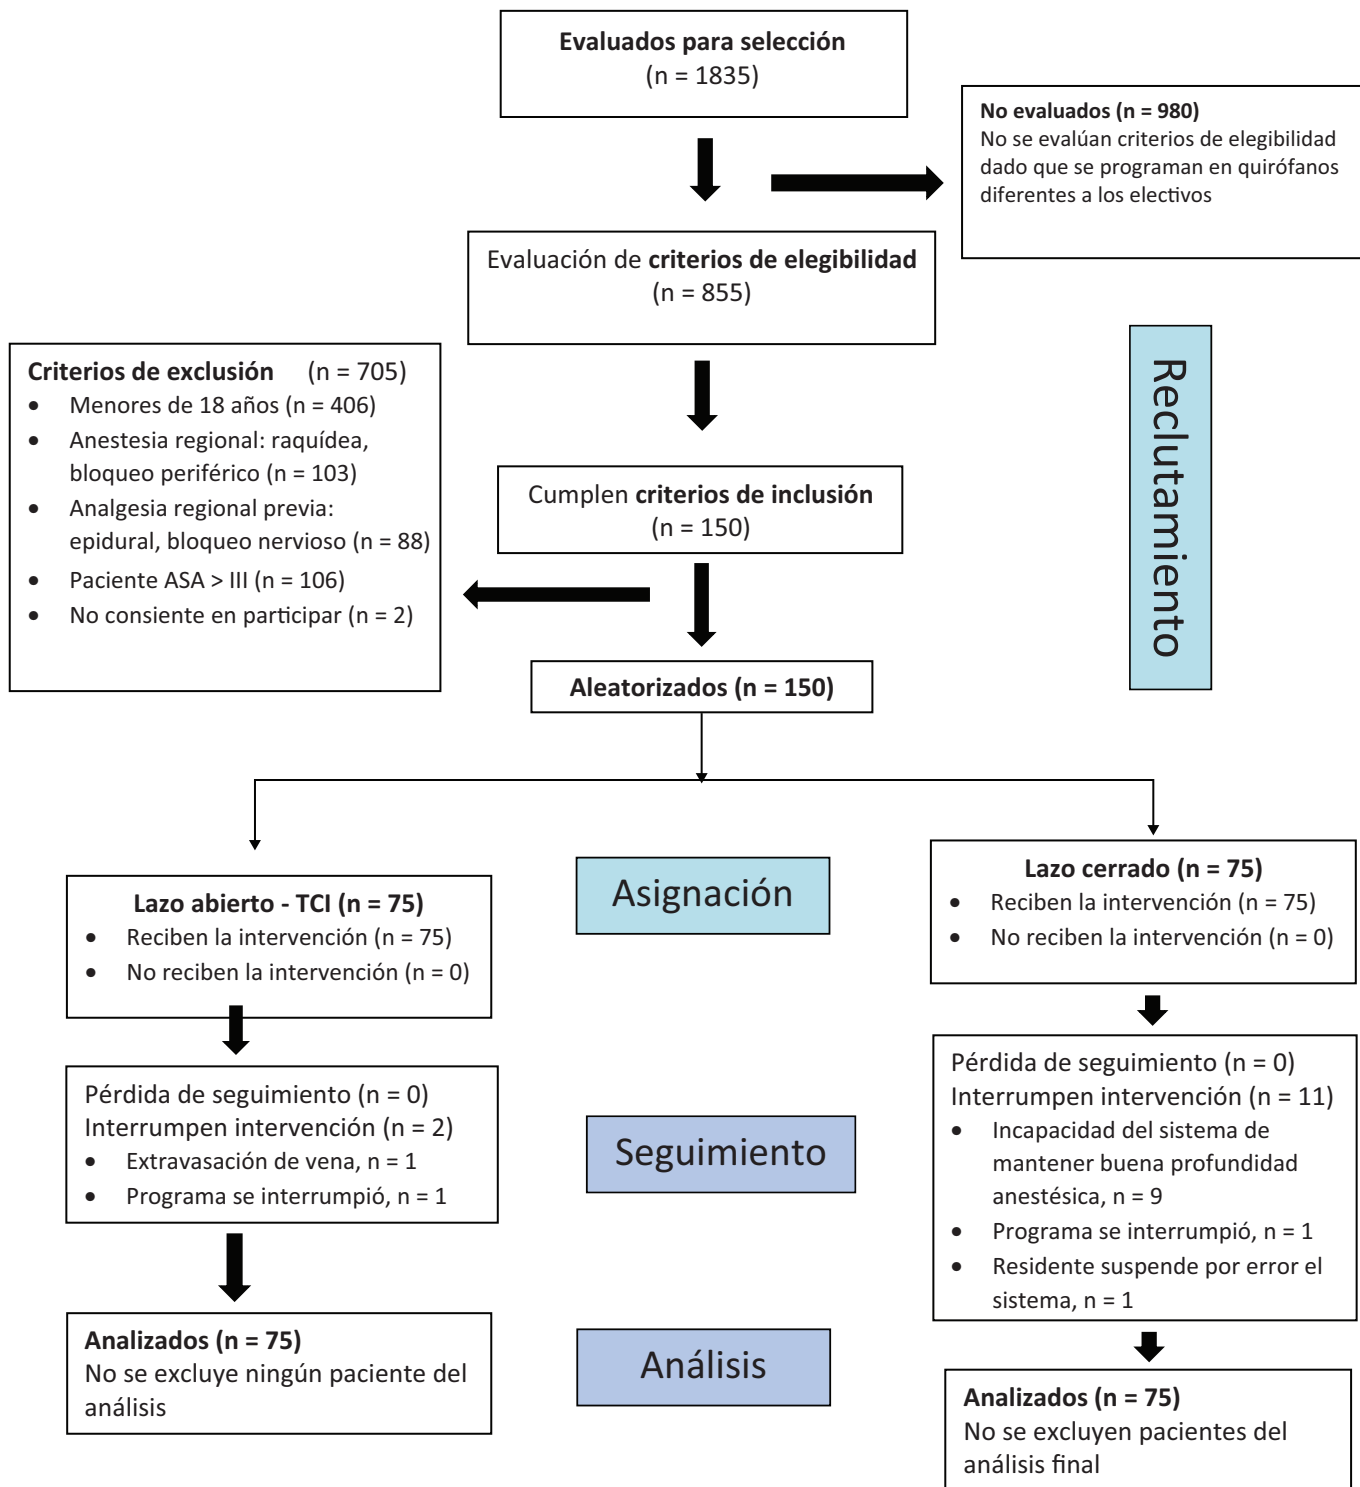 Evaluados para selección
(n = 1835)
No evaluados (n = 980)
No se evalúan criterios de elegibilidad
dado que se programan en quirófanos
diferentes a los electivos
Evaluación de criterios de elegibilidad
(n = 855)
Criterios de exclusión (n = 705)
• Menores de 18 años (n = 406)
• Anestesia regional: raquídea,
bloqueo periférico (n = 103)
• Analgesia regional previa:
epidural, bloqueo nervioso (n = 88)
• Paciente ASA > III (n = 106)
• No consiente en participar (n = 2)
Reclutamiento
Cumplen criterios de inclusión
(n = 150)
Aleatorizados (n = 150)
Lazo abierto - TCI (n = 75)
• Reciben la intervención (n = 75)
• No reciben la intervención (n = 0)
Asignación
Lazo cerrado (n = 75)
• Reciben la intervención (n = 75)
• No reciben la intervención (n = 0)
Pérdida de seguimiento (n = 0)
Interrumpen intervención (n = 2)
• Extravasación de vena, n = 1
• Programa se interrumpió, n = 1
Seguimiento
Pérdida de seguimiento (n = 0)
Interrumpen intervención (n = 11)
• Incapacidad del sistema de
mantener buena profundidad
anestésica, n = 9
• Programa se interrumpió, n = 1
• Residente suspende por error el
sistema, n = 1
Analizados (n = 75)
No se excluye ningún paciente del
análisis
Análisis
Analizados (n = 75)
No se excluyen pacientes del
análisis final